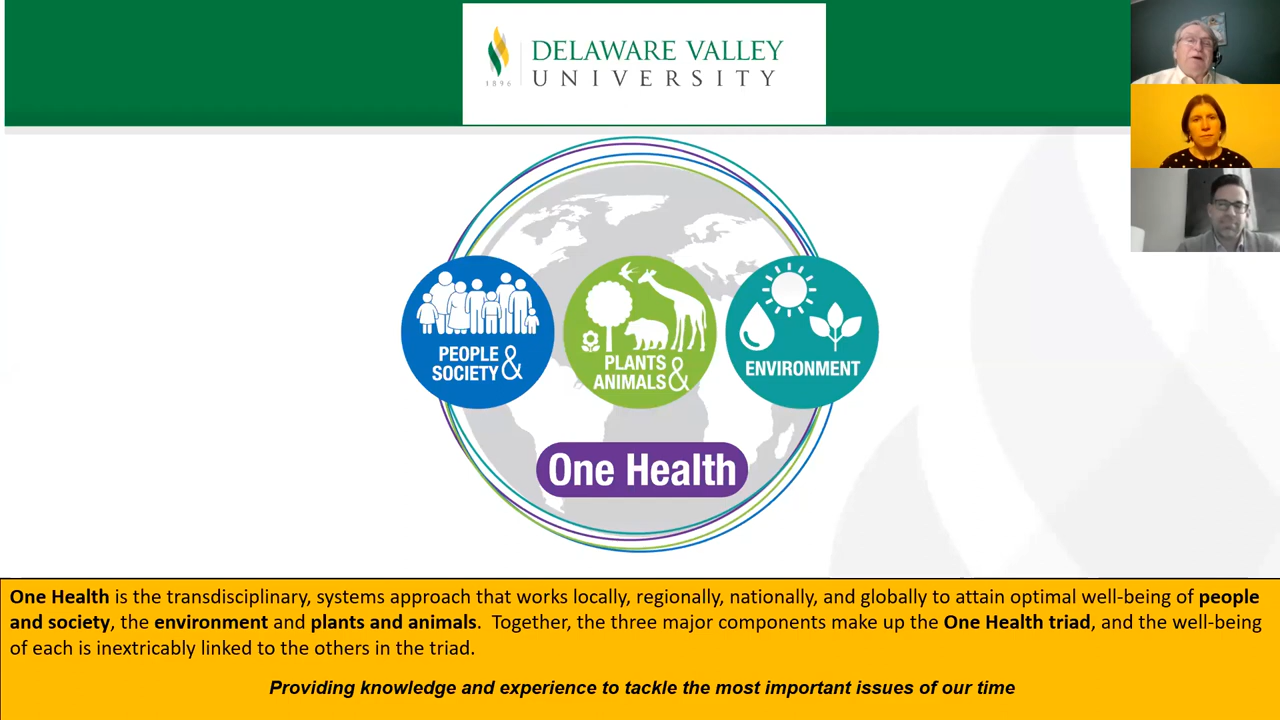 DELAWARE VALLEY
1896
UNIVERSITY
PEOPLE &
SOCIETY
PLANTS &
ANIMALS
ENVIRONMENT
One Health
One Health is the transdisciplinary, systems approach that works locally, regionally, nationally, and globally to attain optimal well-being of people
and society, the environment and plants and animals.  Together, the three major components make up the One Health triad, and the well-being
of each is inextricably linked to the others in the triad.
Providing knowledge and experience to tackle the most important issues of our time